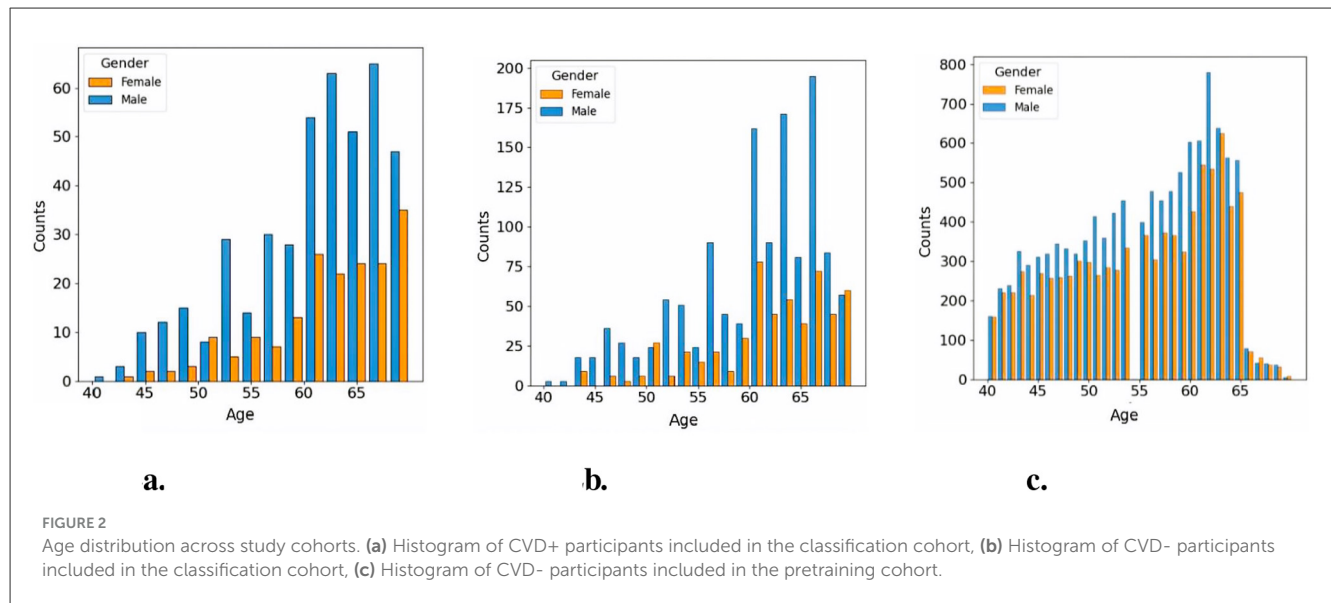 Gender
Female
Male
60
50
40
30
20
10
0
Counts
40 45 50 55 60 65
Age
a.
Gender
Female
Male
200
175
150
125
100
75
50
25
0
Counts
40 45 50 55 60 65
Age
b.
Gender
Female
Male
800
700
600
500
400
300
200
100
0
Counts
40 45 50 55 60 65
Age
c.
FIGURE 2
Age distribution across study cohorts. (a) Histogram of CVD+ participants included in the classification cohort, (b) Histogram of CVD- participants
included in the classification cohort, (c) Histogram of CVD- participants included in the pretraining cohort.